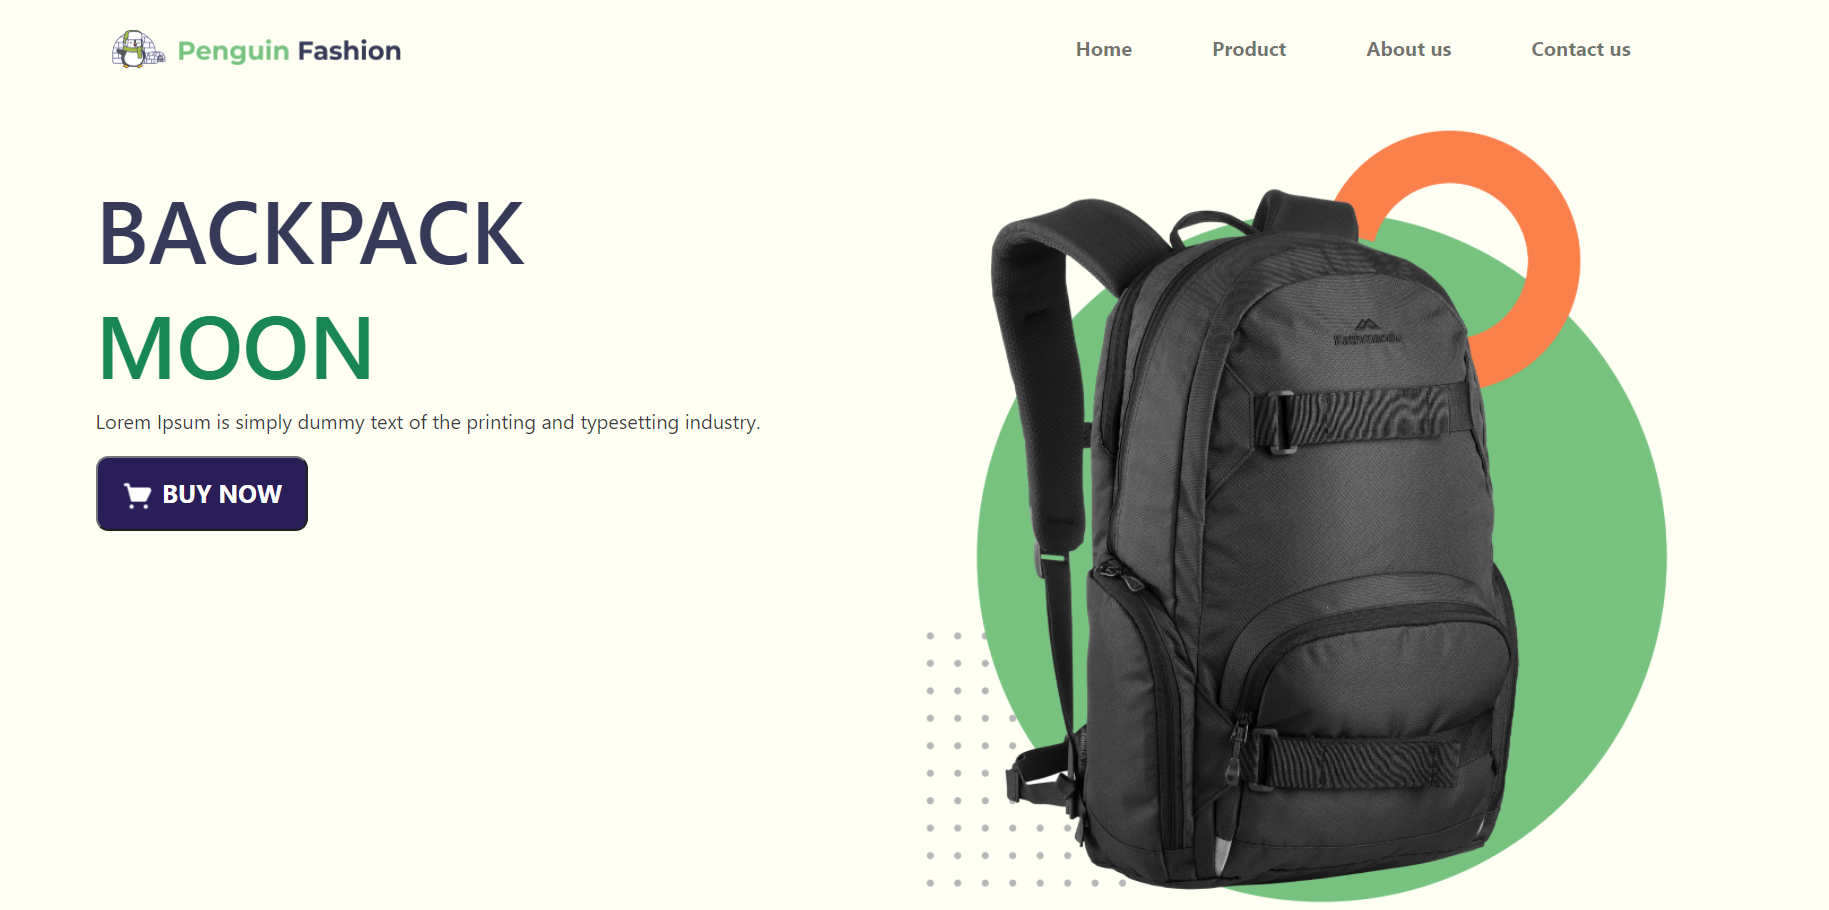 Penguin Fashion
Home
Product
About us
Contact us
BACKPACK
MOON
Lorem Ipsum is simply dummy text of the printing and typesetting industry.
BUY NOW
Kathmandu